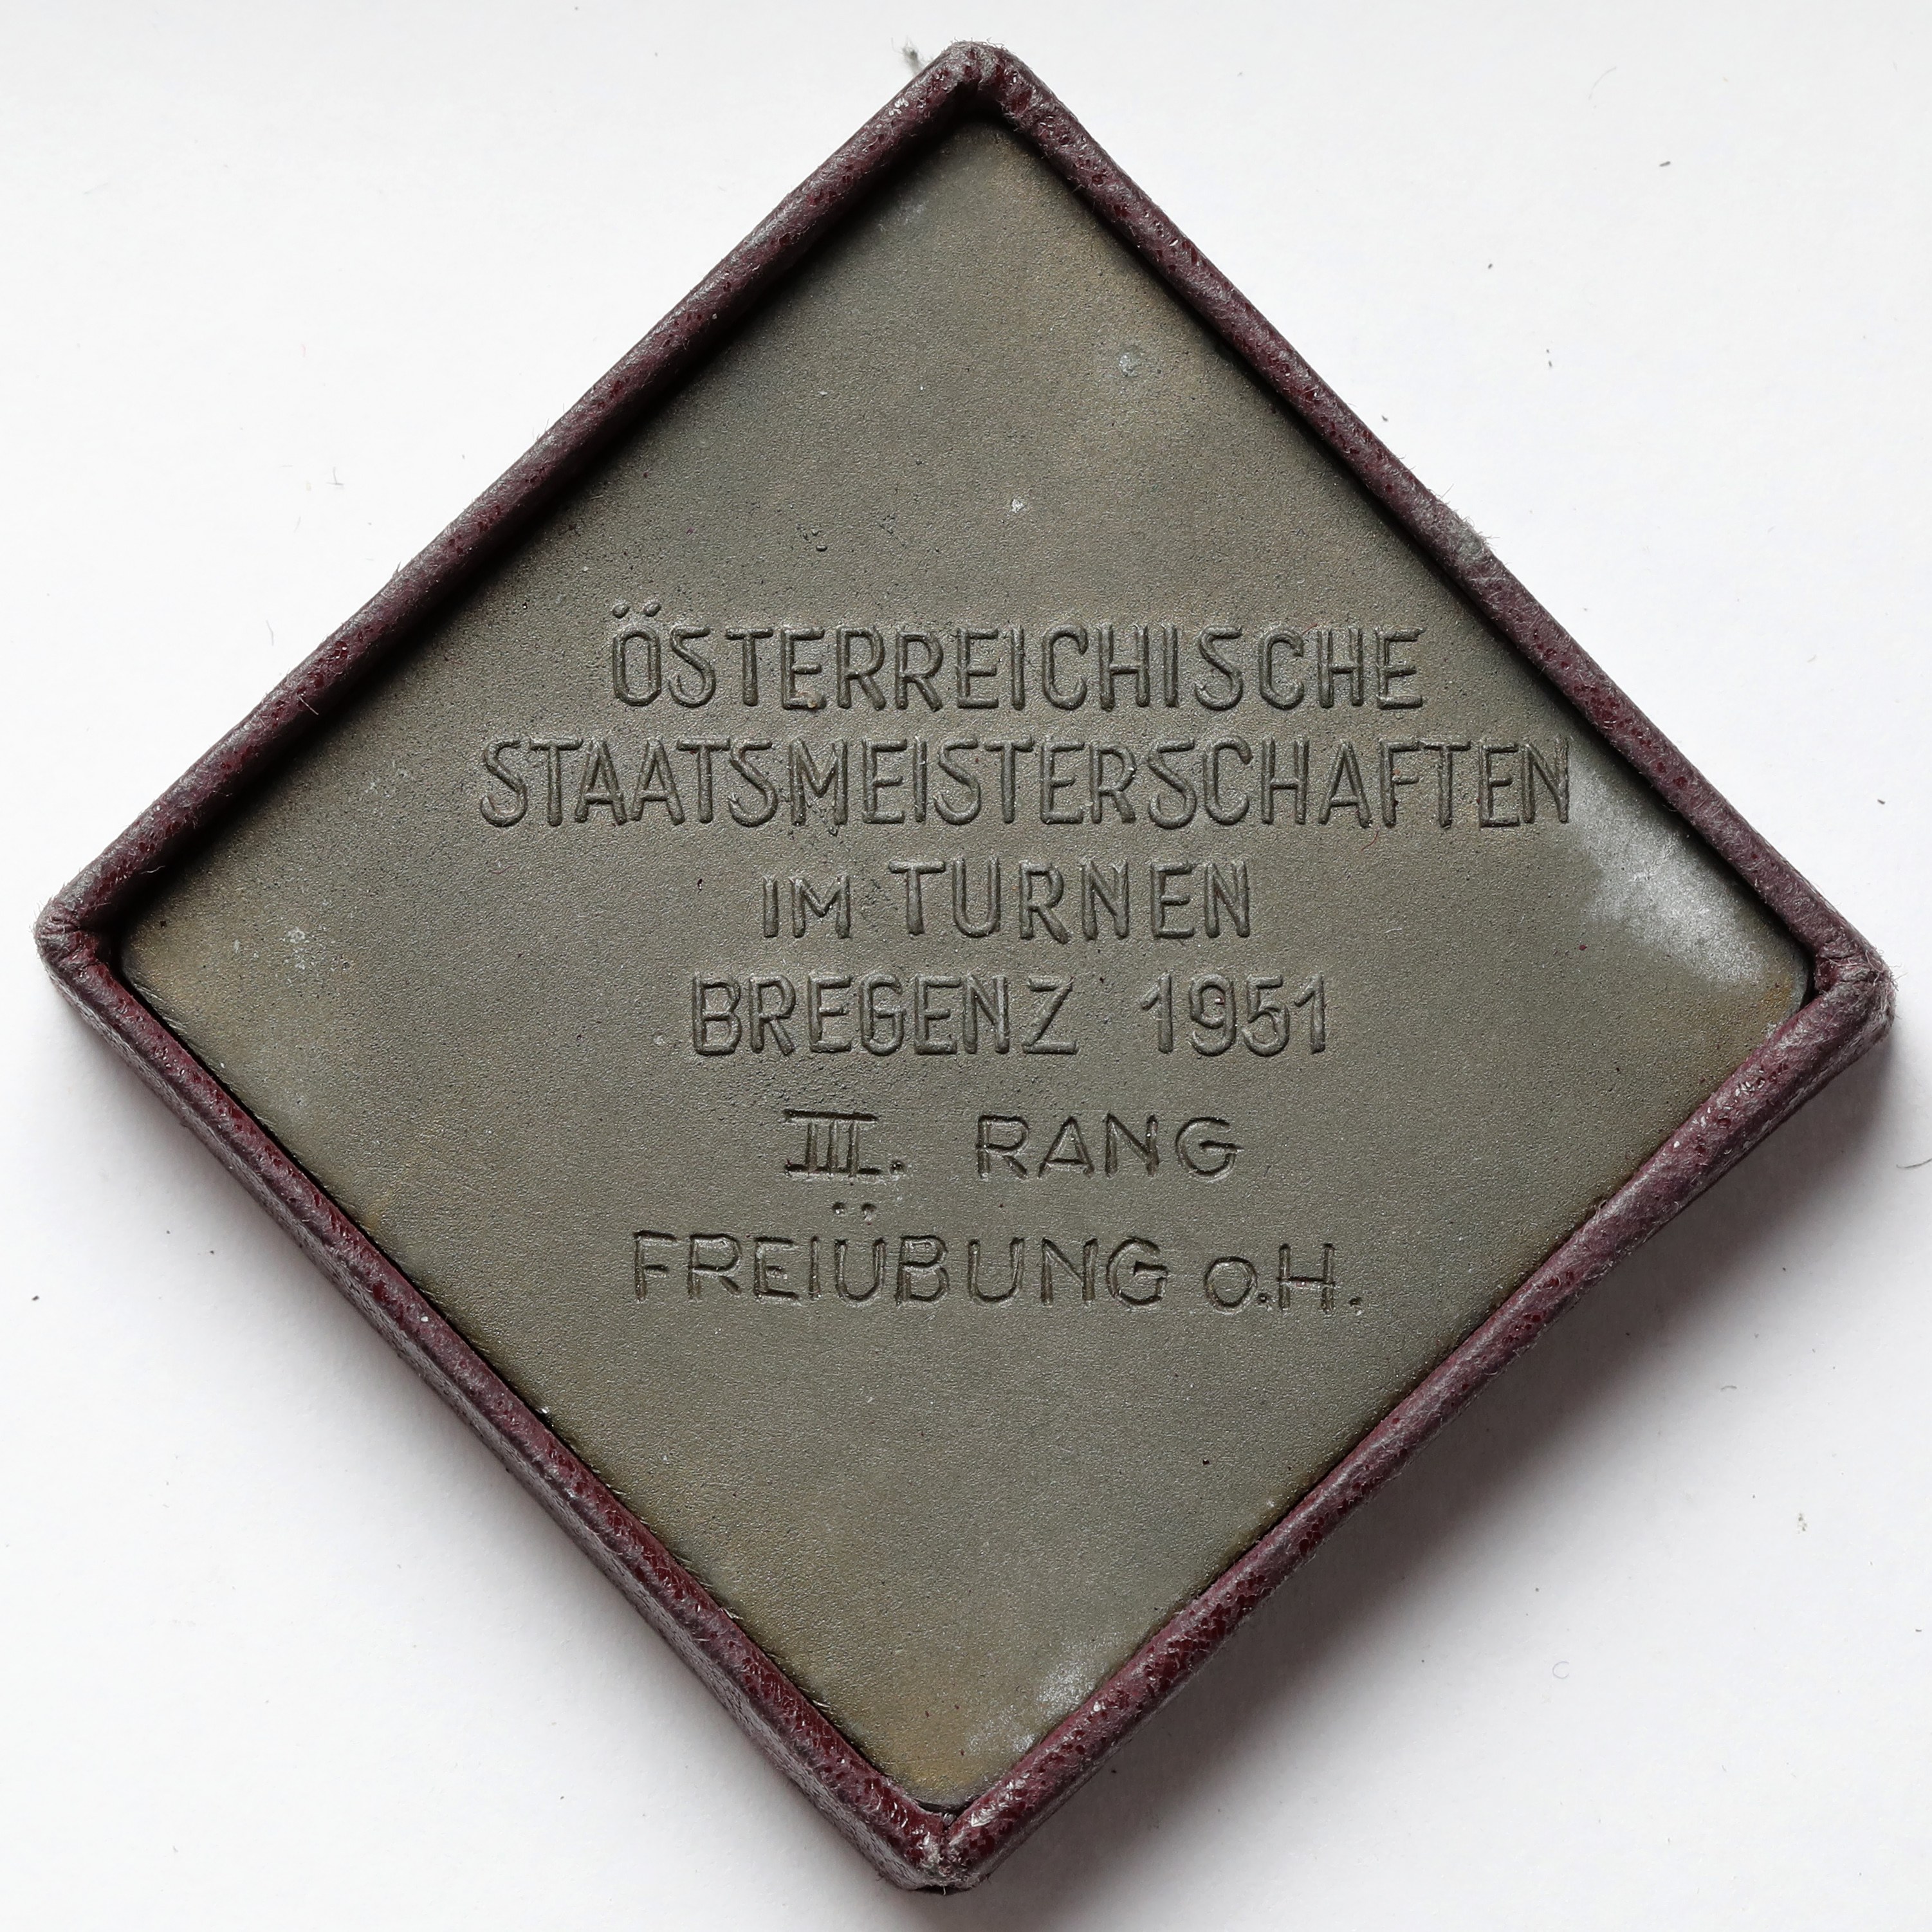 ÖSTERREICHISCHE
STAATSMEISTERSCHAFTEN
IM TURNEN
BREGENZ 1951
III. RANG
FREIÜBUNG o.H.